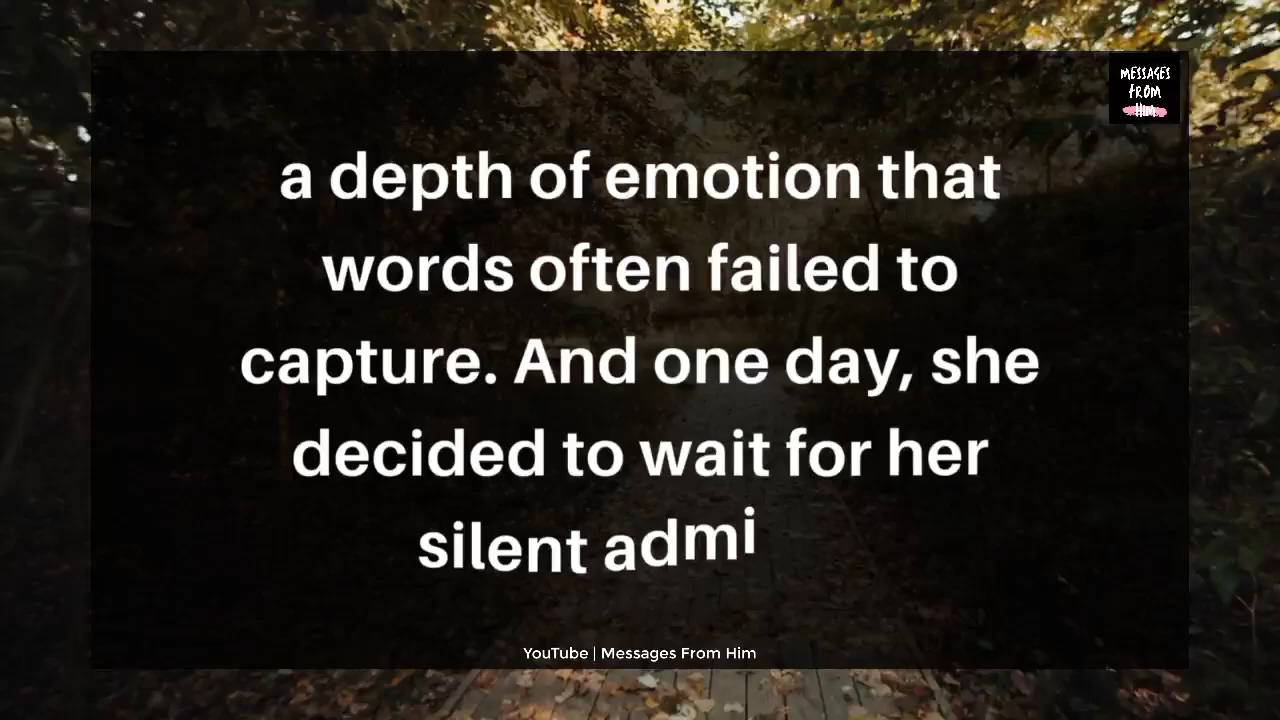 MESSAGES
FROM
HIM
a depth of emotion that
words often failed to
capture. And one day, she
decided to wait for her
silent admi
YouTube | Messages From Him